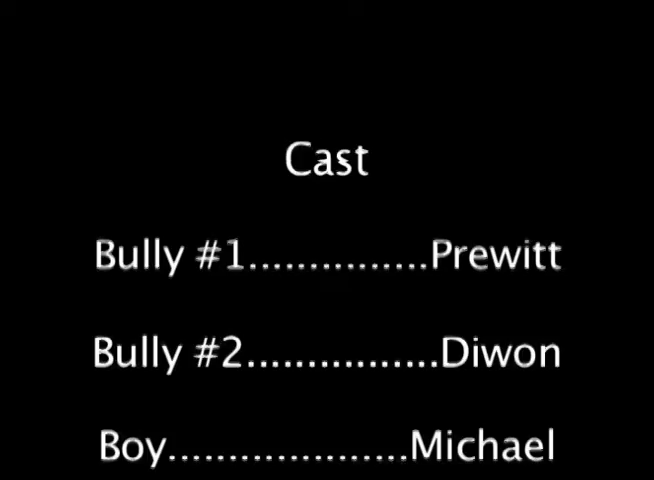 Cast
Bully #1...............Prewitt
Bully #2................Diwon
Boy....................Michael